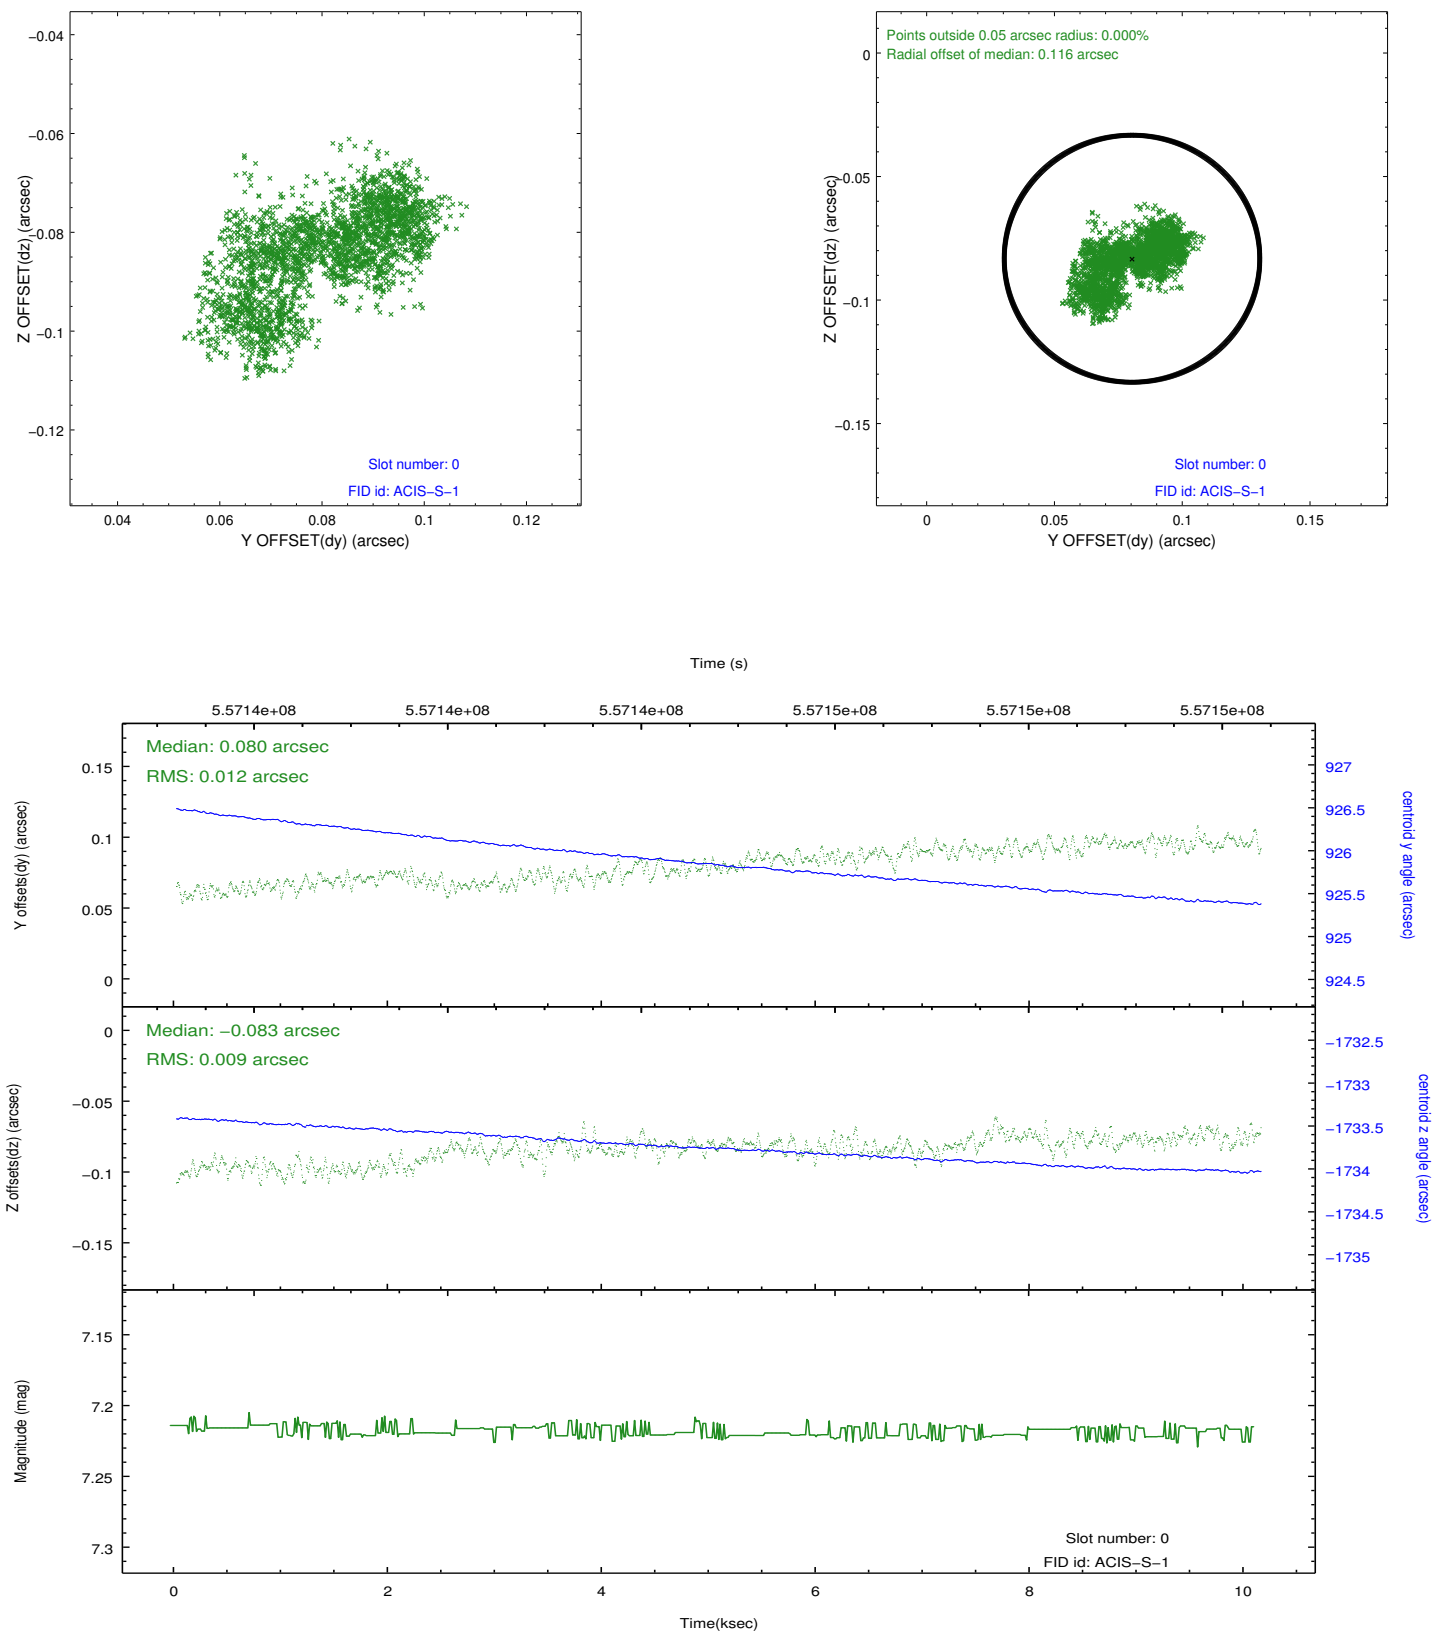 −0.04
−0.06
−0.08
−0.1
−0.12
Z OFFSET(dz) (arcsec)
Slot number: 0
FID id: ACIS−S−1
0.04 0.06 0.08 0.1 0.12
Y OFFSET(dy) (arcsec)
Points outside 0.05 arcsec radius: 0.000%
Radial offset of median: 0.116 arcsec
0
−0.05
−0.1
−0.15
Z OFFSET(dz) (arcsec)
Slot number: 0
FID id: ACIS−S−1
0 0.05 0.1 0.15
Y OFFSET(dy) (arcsec)
Time (s)
5.5714e+08 5.5714e+08 5.5714e+08 5.5715e+08 5.5715e+08 5.5715e+08
Median: 0.080 arcsec
RMS: 0.012 arcsec
0.15
0.1
0.05
0
Y offsets(dy) (arcsec)
927
926.5
926
925.5
925
924.5
centroid y angle (arcsec)
Median: −0.083 arcsec
RMS: 0.009 arcsec
0
−0.05
−0.1
−0.15
Z offsets(dz) (arcsec)
−1732.5
−1733
−1733.5
−1734
−1734.5
−1735
centroid z angle (arcsec)
7.15
7.2
7.25
7.3
Magnitude (mag)
Slot number: 0
FID id: ACIS−S−1
0 2 4 6 8 10
Time(ksec)